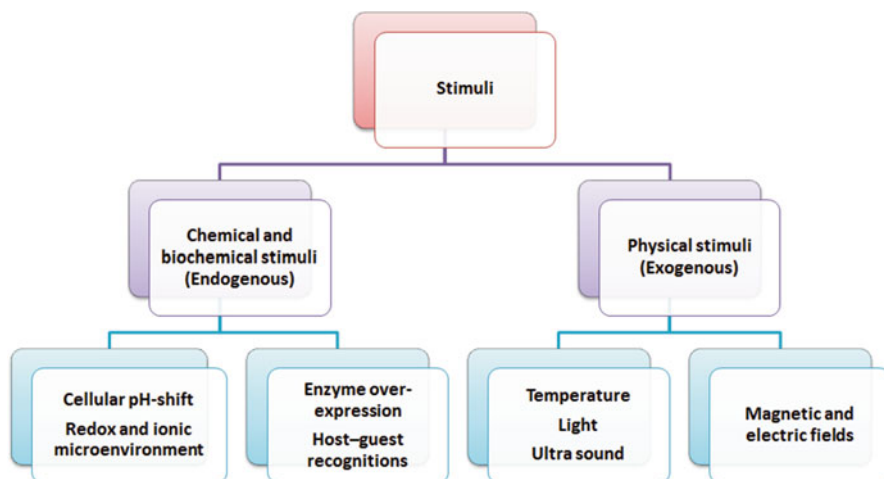 Stimuli
Chemical and
biochemical stimuli
(Endogenous)
Physical stimuli
(Exogenous)
Cellular pH-shift
Redox and ionic
microenvironment
Enzyme over-
expression
Host–guest
recognitions
Temperature
Light
Ultra sound
Magnetic and
electric fields